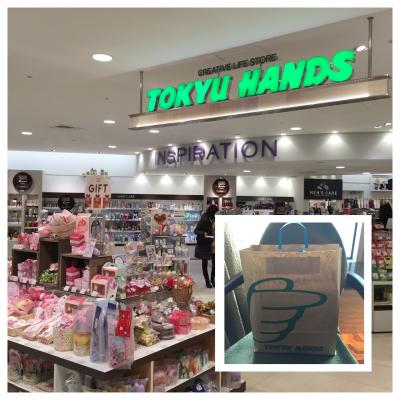 CREATIVE LIFE STORE
TOKYU HANDS
INSPIRATION
GIFT
MEN'S CARE
TOKYU HANDS